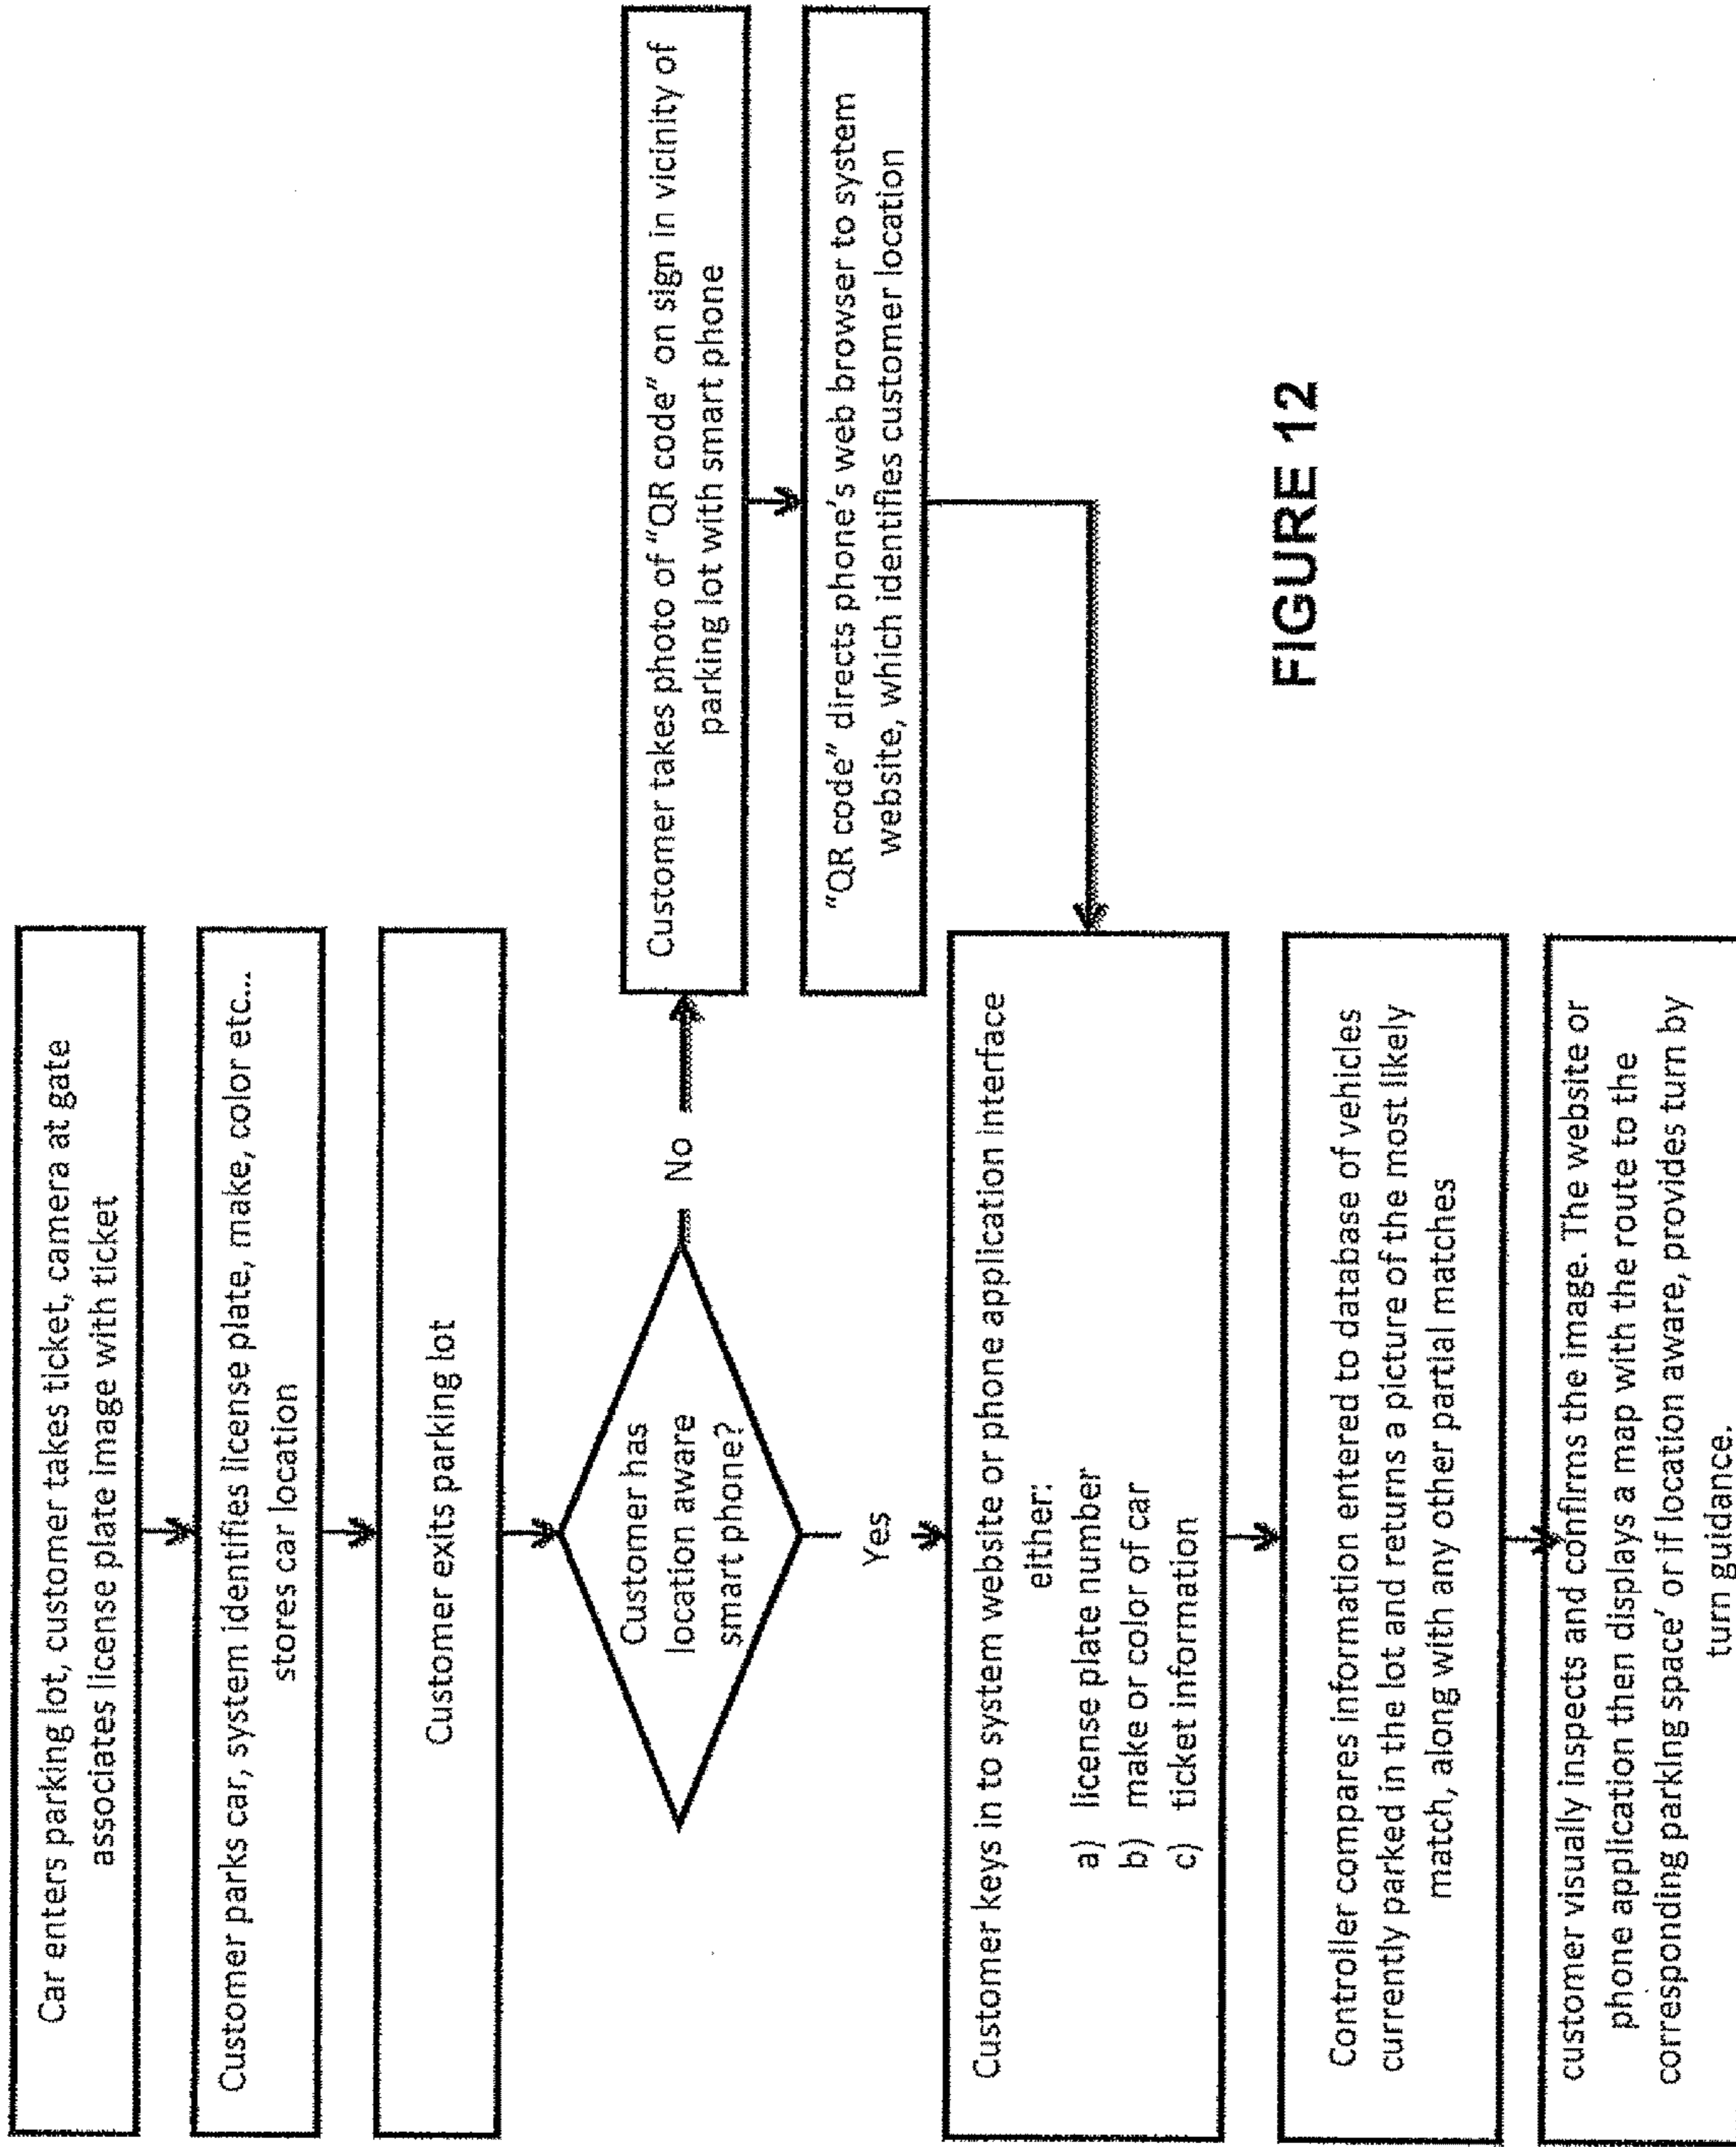 Car enters parking lot, customer takes ticket, camera at gate
associates license plate image with ticket
Customer parks car, system identifies license plate, make, color etc...
stores car location
Customer exits parking lot
Customer has
location aware
smart phone?
No
Customer takes photo of "QR code" on sign in vicinity of
parking lot with smart phone
"QR code" directs phone's web browser to system
website, which identifies customer location
Yes
Customer keys in to system website or phone application interface
either:
a) license plate number
b) make or color of car
c) ticket information
Controller compares information entered to database of vehicles
currently parked in the lot and returns a picture of the most likely
match, along with any other partial matches
customer visually inspects and confirms the image. The website or
phone application then displays a map with the route to the
corresponding parking space' or if location aware, provides turn by
turn guidance.
FIGURE 12